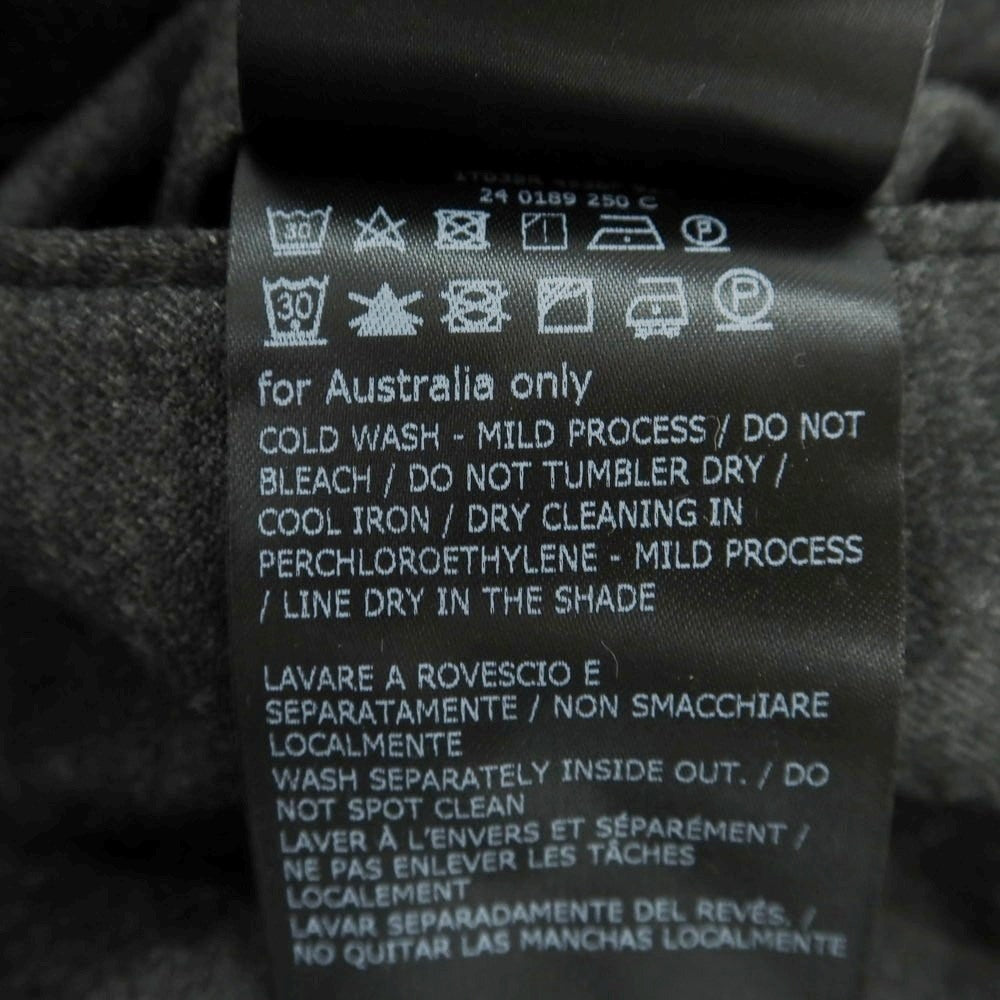 24 0189 250 C
30 P
30 P
for Australia only
COLD WASH - MILD PROCESS / DO NOT
BLEACH / DO NOT TUMBLER DRY /
COOL IRON / DRY CLEANING IN
PERCHLOROETHYLENE - MILD PROCESS
/ LINE DRY IN THE SHADE
LAVARE A ROVESCIO E
SEPARATAMENTE / NON SMACCHIARE
LOCALMENTE
WASH SEPARATELY INSIDE OUT. / DO
NOT SPOT CLEAN
LAVER À L'ENVERS ET SÉPARÉMENT /
NE PAS ENLEVER LES TÂCHES
LOCALEMENT
LAVAR SEPARADAMENTE DEL REVÉS. /
NO QUITAR LAS MANCHAS LOCALMENTE